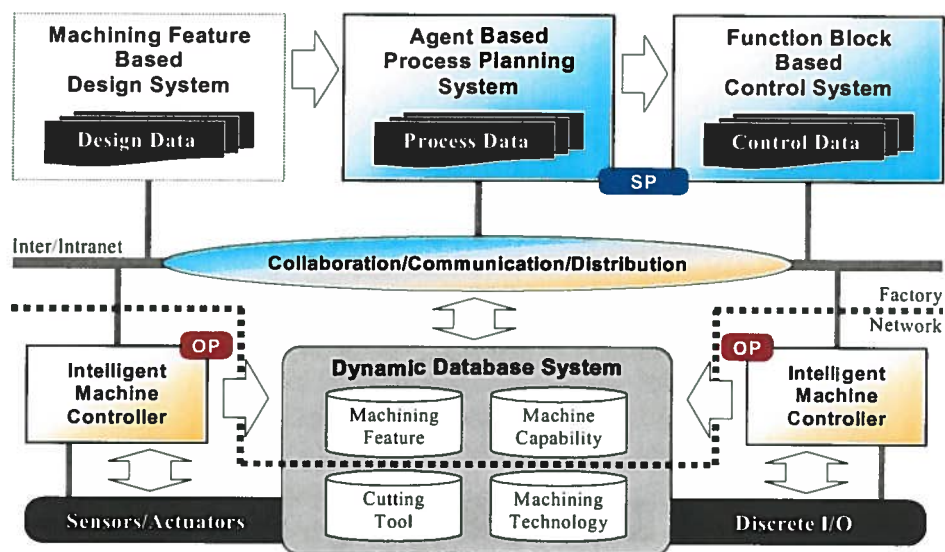 Machining Feature
Based
Design System
Design Data
Agent Based
Process Planning
System
Process Data
Function Block
Based
Control System
Control Data
SP
Inter/Intranet
Collaboration/Communication/Distribution
Factory
Network
OP
Intelligent
Machine
Controller
Dynamic Database System
Machining
Feature
Machine
Capability
Cutting
Tool
Machining
Technology
OP
Intelligent
Machine
Controller
Sensors/Actuators
Discrete I/O